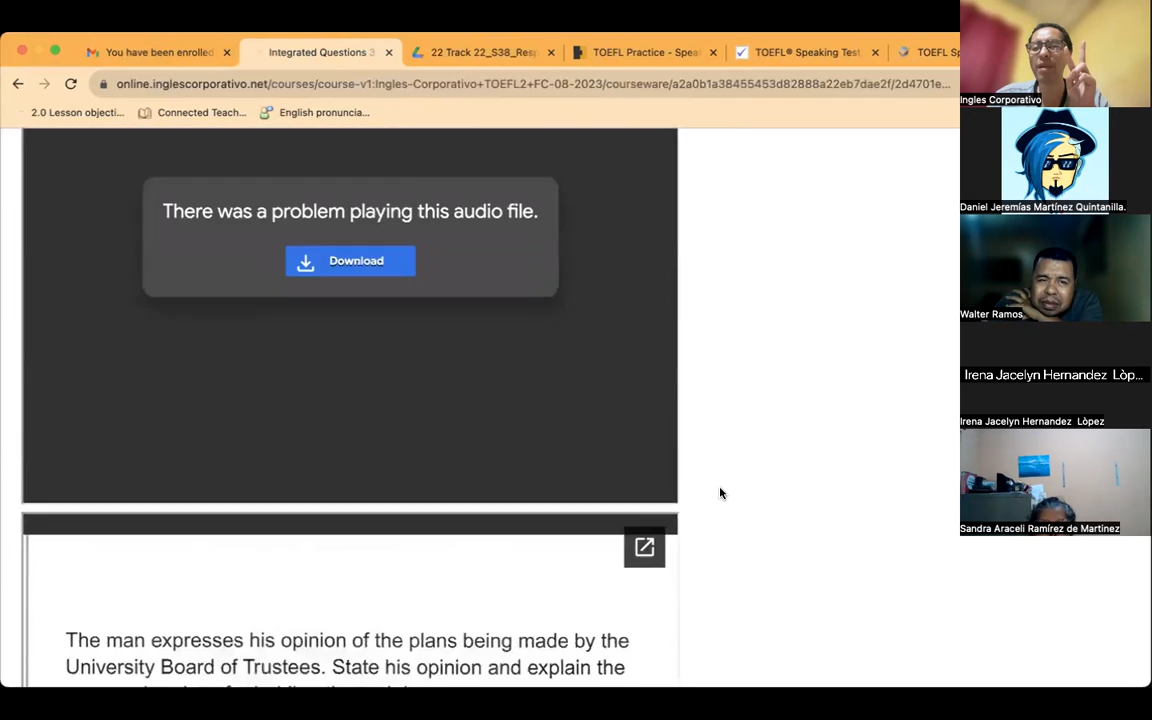 You have been enrolled
Integrated Questions 3
22 Track 22_S38_Res
TOEFL Practice - Spea
TOEFL® Speaking Test
TOEFL Sp
online.inglescorporativo.net/courses/course-v1:Ingles-Corporativo+TOEFL2+FC-08-2023/courseware/a2a0b1a38455453d82888a22eb7dae2f/2d4701e...
2.0 Lesson objecti...
Connected Teach...
English pronuncia...
There was a problem playing this audio file.
Download
The man expresses his opinion of the plans being made by the
University Board of Trustees. State his opinion and explain the
Ingles Corporativo
Daniel Jeremías Martínez Quintanilla.
Walter Ramos
Irena Jacelyn Hernandez Lòp...
Irena Jacelyn Hernandez Lòpez
Sandra Araceli Ramírez de Martinez